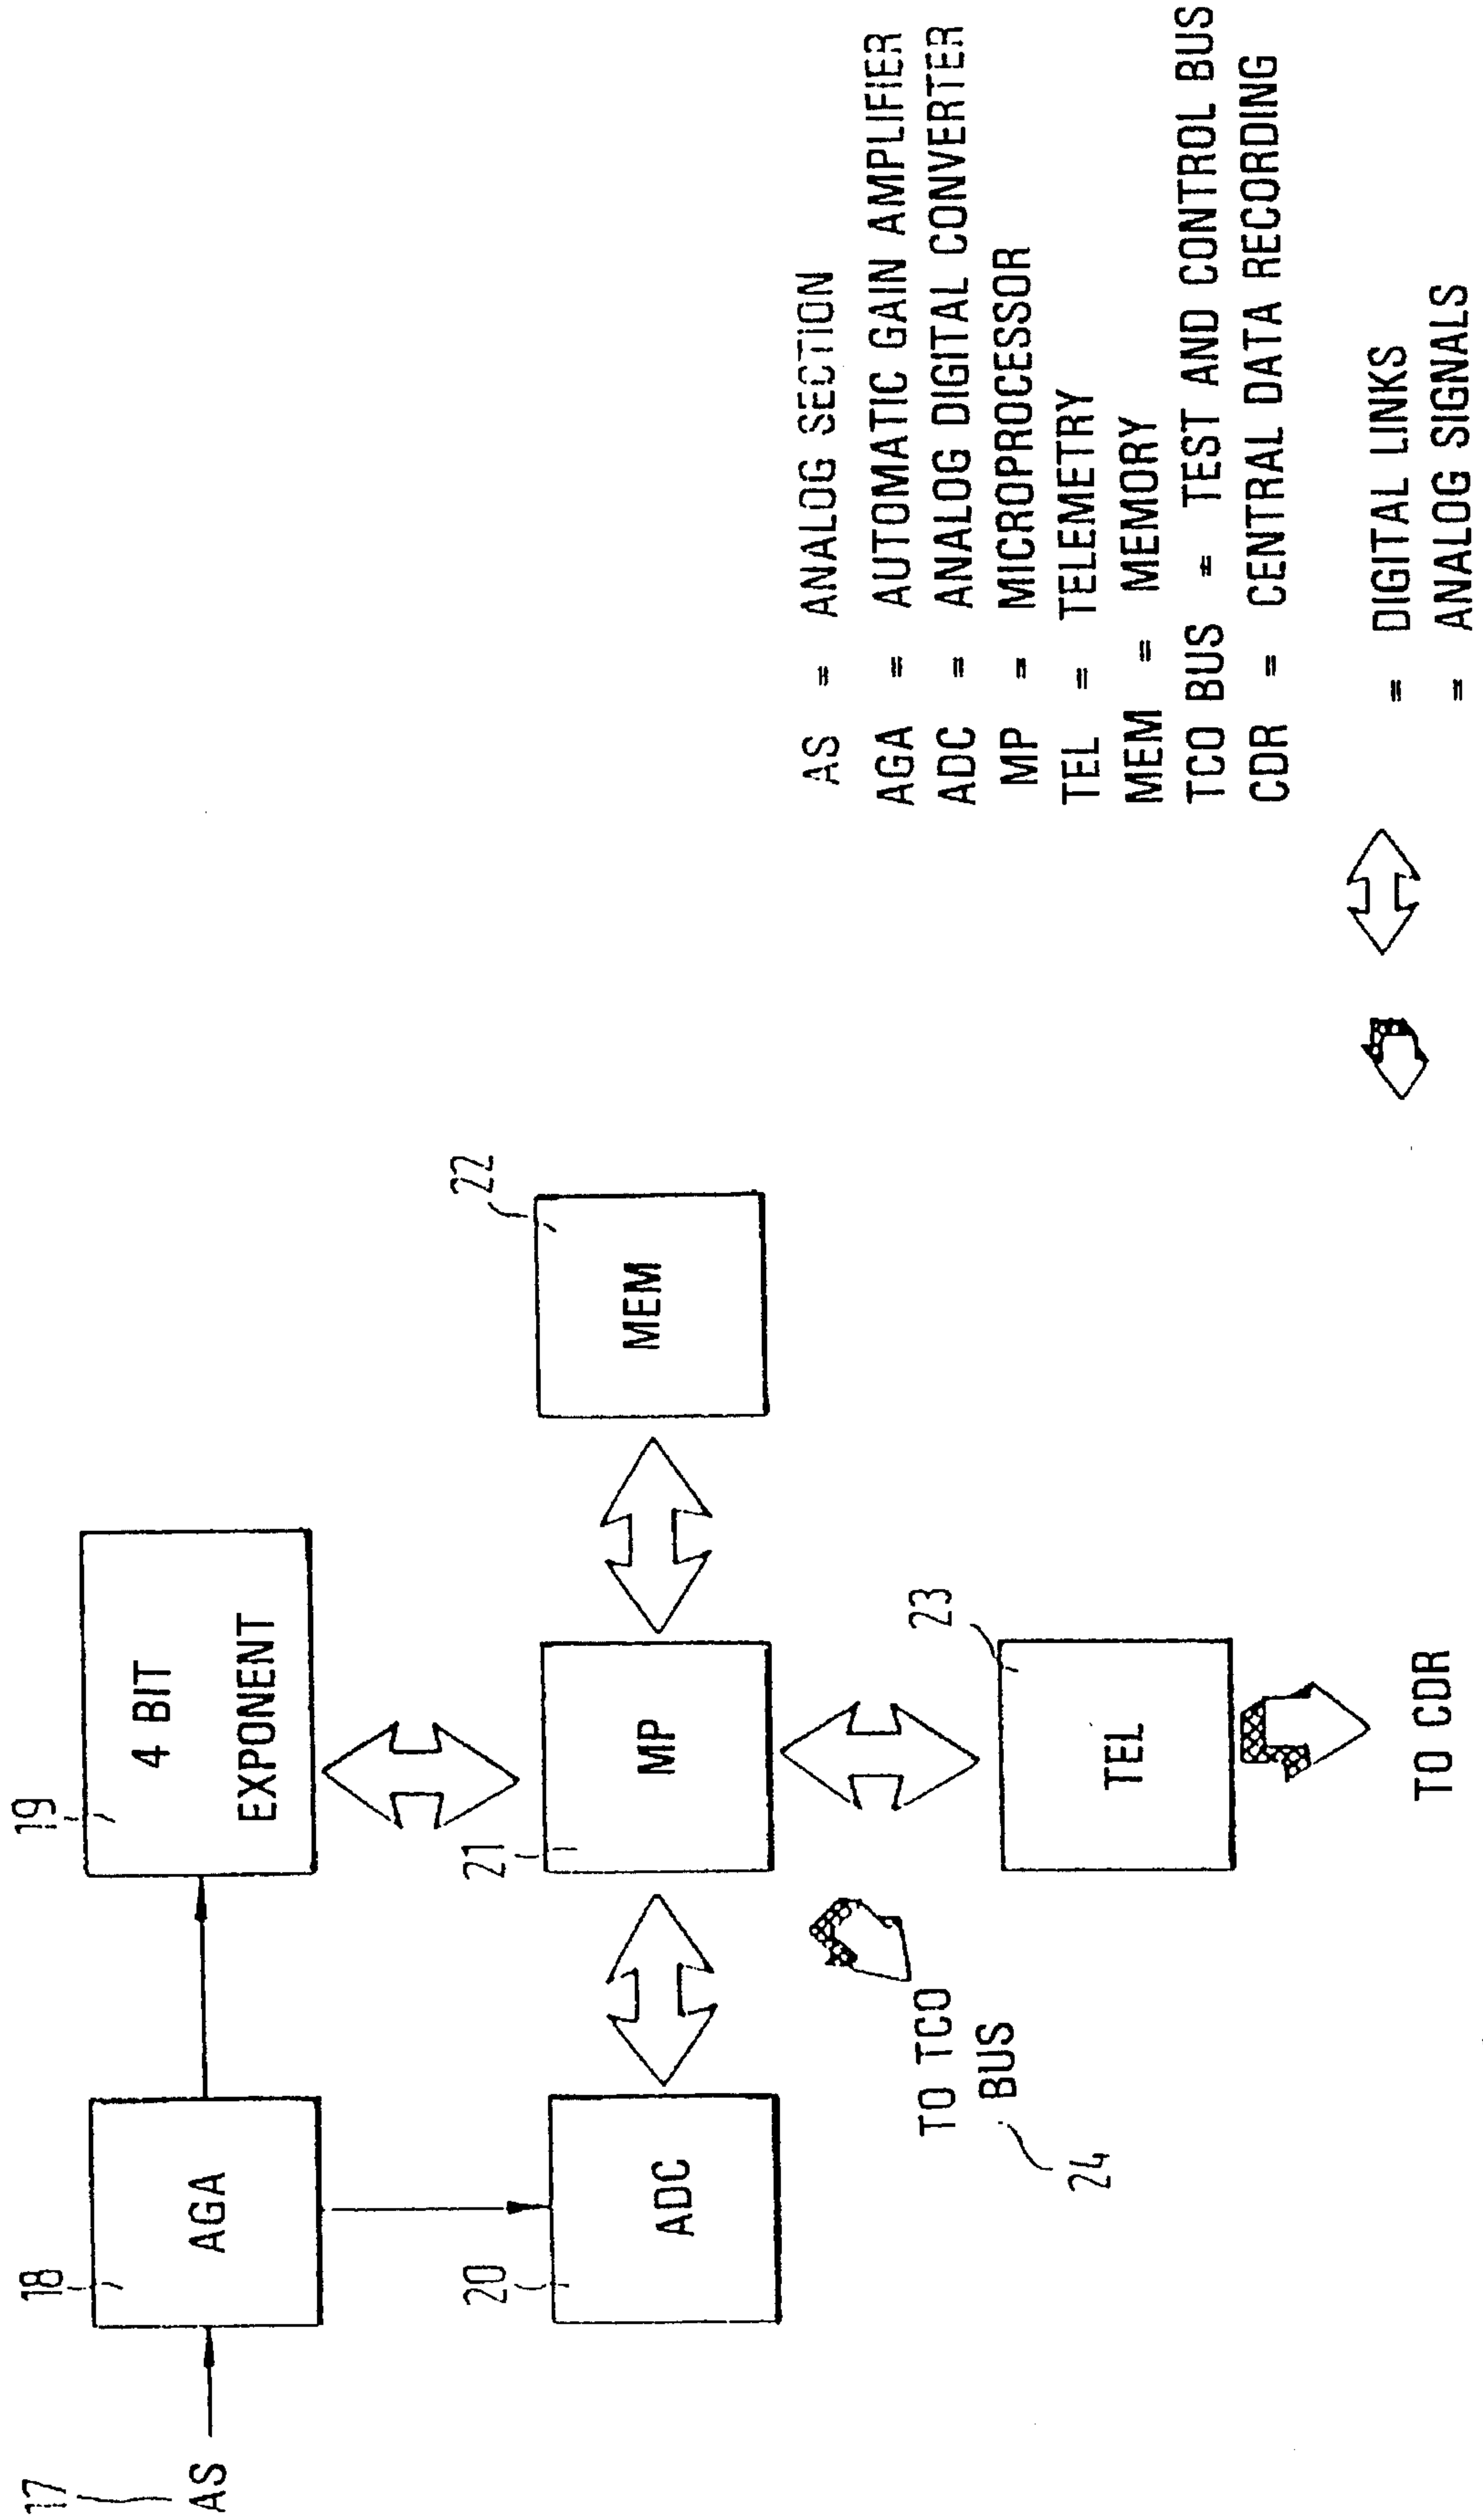 17
AS
18
AGA
19
4 BIT
EXPONENT
20
ADC
21
MP
22
MEM
23
TEL
TO TCO
BUS
24
TO CDR
AS = ANALOG SECTION
AGA = AUTOMATIC GAIN AMPLIFIER
ADC = ANALOG DIGITAL CONVERTER
MP = MICROPROCESSOR
TEL = TELEMETRY
MEM = MEMORY
TCO BUS = TEST AND CONTROL BUS
CDR = CENTRAL DATA RECORDING
= DIGITAL LINKS
= ANALOG SIGNALS